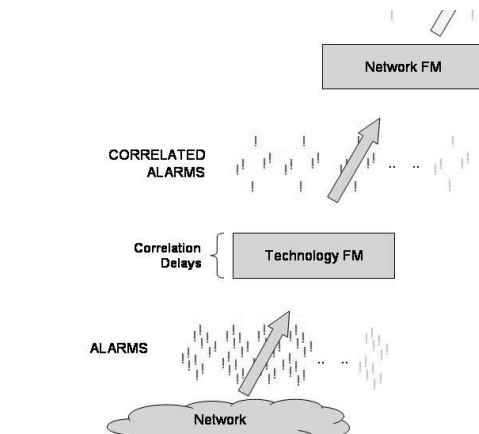 Network FM
CORRELATED
ALARMS
Correlation
Delays
Technology FM
ALARMS
Network